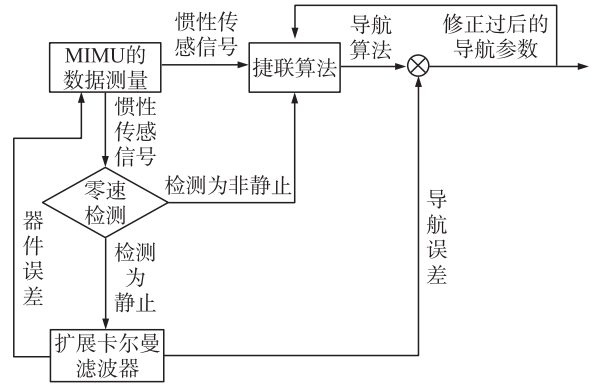 惯性传
感信号
导航
算法
修正过后的
导航参数
MIMU的
数据测量
捷联算法
惯性
传感
信号
零速
检测
检测为非静止
器件误差
导航误差
检测
为
静止
扩展卡尔曼
滤波器